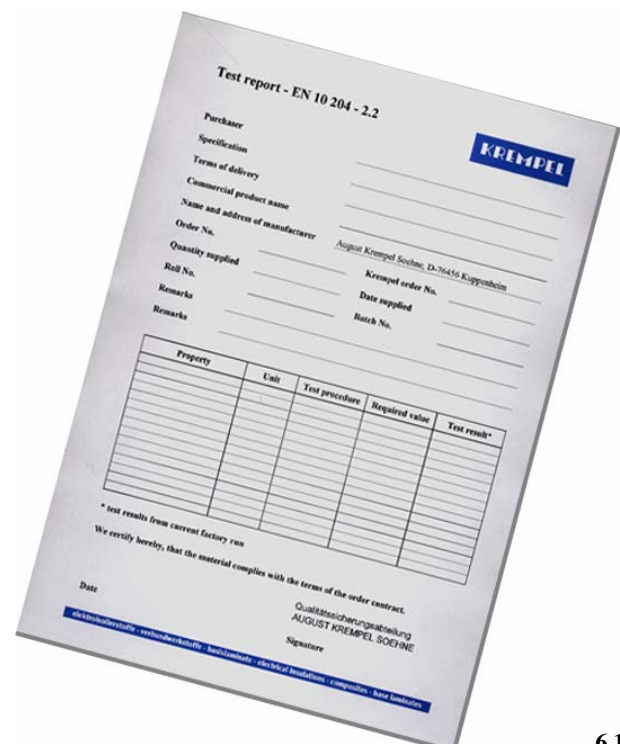 Test report - EN 10 204 - 2.2
KREMPEL
Purchaser
Specification
Terms of delivery
Commercial product name
Name and address of manufacturer August Krempel Soehne, D-76456 Kuppenheim
Order No. Krempel order No.
Quantity supplied Date supplied
Roll No. Batch No.
Remarks
Remarks
Property Unit Test procedure Required value Test result*
* test results from current factory run
We certify hereby, that the material complies with the terms of the order contract.
Date
Qualitätssicherungsabteilung
AUGUST KREMPEL SOEHNE
Signature
elektroisolierstoffe - verbundwerkstoffe - basislaminate - electrical insulations - composites - base laminates
6.1